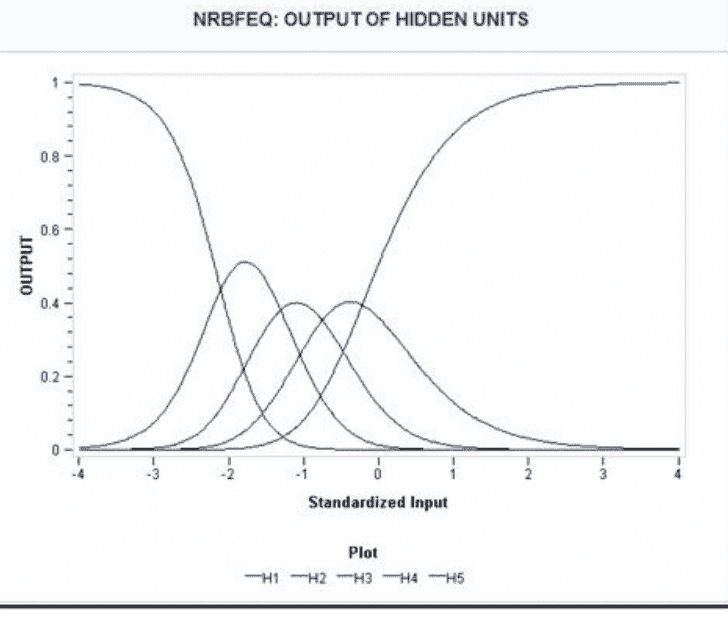 NRBFEQ: OUTPUT OF HIDDEN UNITS
1
0.8
0.6
0.4
0.2
0
OUTPUT
-4 -3 -2 -1 0 1 2 3 4
Standardized Input
Plot
H1 H2 H3 H4 H5